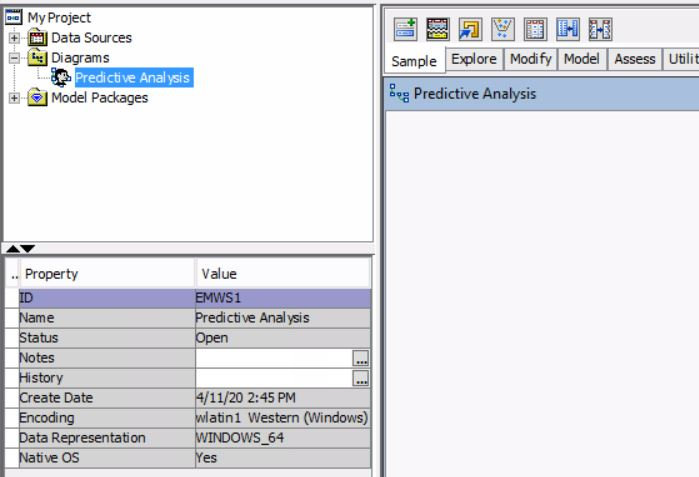 My Project
Data Sources
Diagrams
Predictive Analysis
Model Packages
.. Property Value
ID EMWS1
Name Predictive Analysis
Status Open
Notes ...
History ...
Create Date 4/11/20 2:45 PM
Encoding wlatin1 Western (Windows)
Data Representation WINDOWS_64
Native OS Yes
Sample Explore Modify Model Assess Utilit
Predictive Analysis